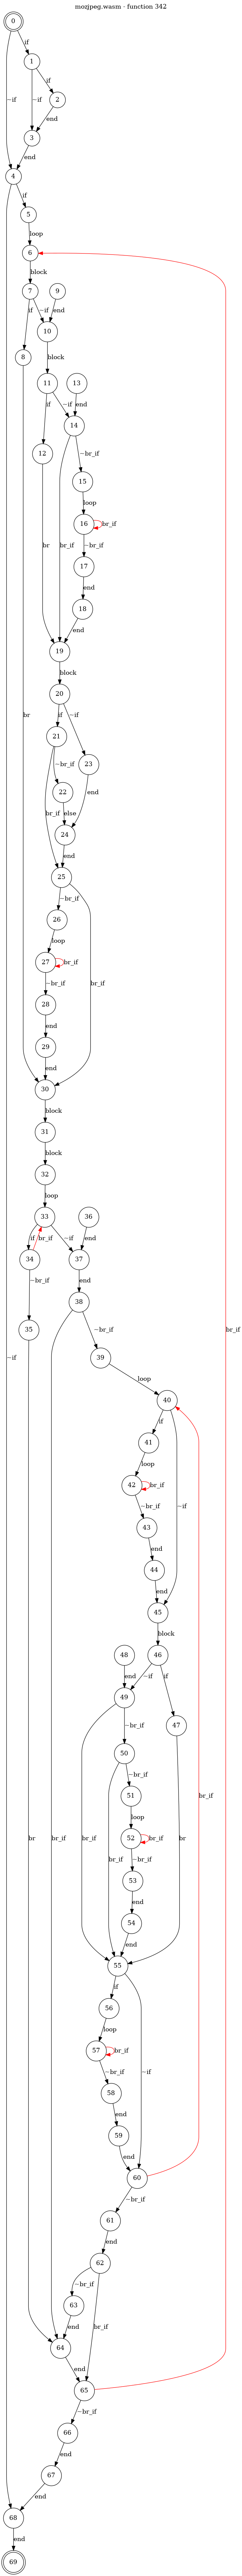 mozjpeg.wasm - function 342
0
if
1
~if
~if
if
2
end
3
end
4
if
5
loop
6
block
7
9
if
~if
end
8
10
block
11
13
if
~if
end
12
14
~br_if
15
loop
16
br_if
br
br_if
~br_if
17
end
18
end
19
block
20
if
~if
21
~br_if
22
23
br
br_if
else
end
24
end
25
~br_if
26
loop
27
br_if
br_if
~br_if
28
end
29
end
30
block
31
block
32
loop
33
36
if
br_if
~if
end
34
37
~br_if
end
35
38
~br_if
39
loop
40
if
~if
41
loop
42
br_if
~br_if
43
end
44
end
45
block
46
48
end
~if
if
49
47
~br_if
50
~br_if
51
loop
52
br_if
br
br_if
br_if
br_if
br
br_if
~br_if
53
end
54
end
55
if
56
loop
57
br_if
~if
~br_if
58
end
59
end
60
~br_if
61
end
62
~br_if
63
br_if
end
64
end
65
~br_if
66
end
67
end
~if
br_if
68
end
69